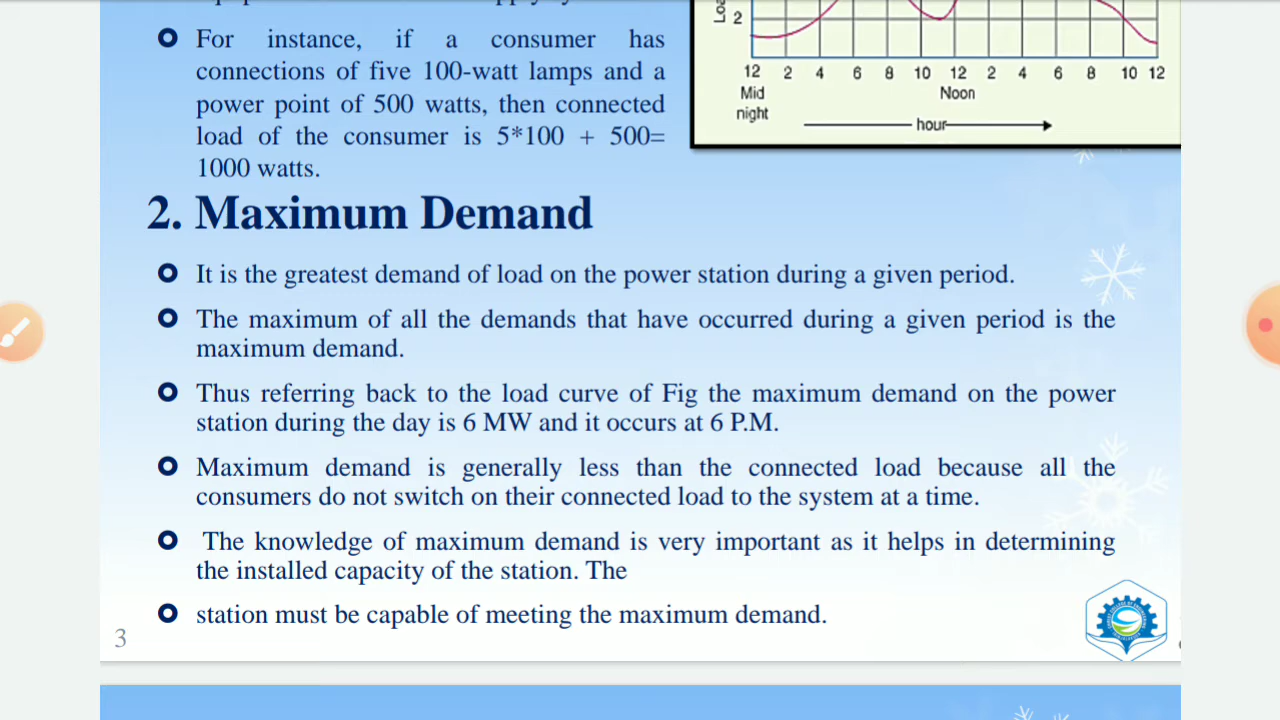 For instance, if a consumer has
connections of five 100-watt lamps and a
power point of 500 watts, then connected
load of the consumer is 5*100 + 500=
1000 watts.
2
12 2 4 6 8 10 12 2 4 6 8 10 12
Mid Noon
night
hour
2. Maximum Demand
It is the greatest demand of load on the power station during a given period.
The maximum of all the demands that have occurred during a given period is the
maximum demand.
Thus referring back to the load curve of Fig the maximum demand on the power
station during the day is 6 MW and it occurs at 6 P.M.
Maximum demand is generally less than the connected load because all the
consumers do not switch on their connected load to the system at a time.
The knowledge of maximum demand is very important as it helps in determining
the installed capacity of the station. The
station must be capable of meeting the maximum demand.
3